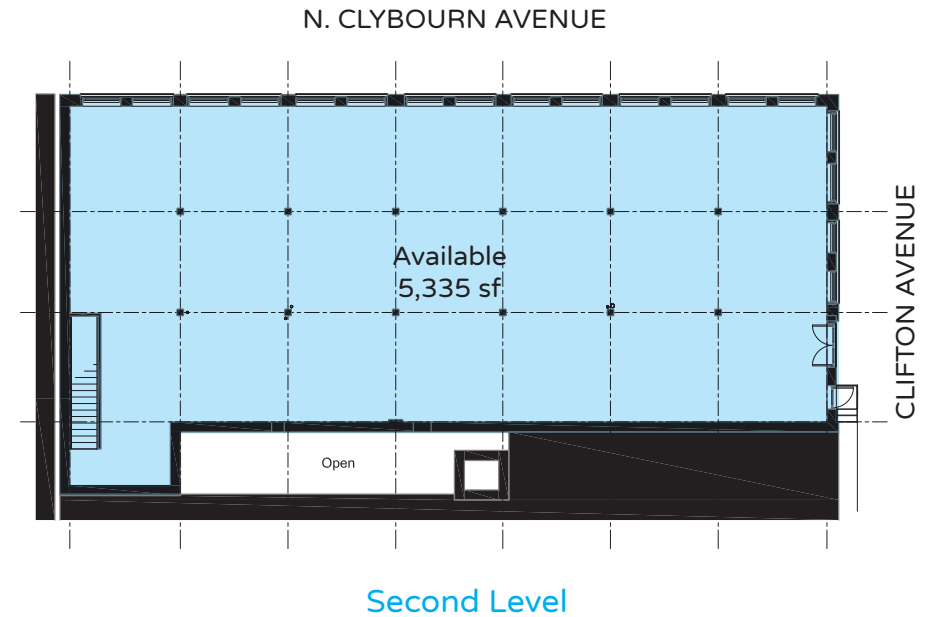 N. CLYBOURN AVENUE
Available
5,335 sf
CLIFTON AVENUE
Open
Second Level